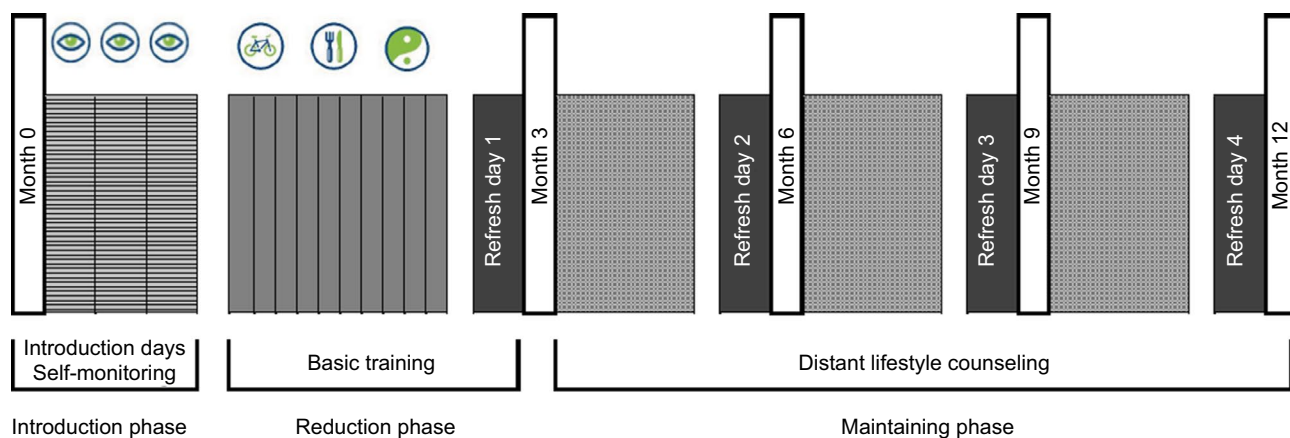 Month 0
Refresh day 1
Month 3
Refresh day 2
Month 6
Refresh day 3
Month 9
Refresh day 4
Month 12
Introduction days
Self-monitoring
Basic training
Distant lifestyle counseling
Introduction phase
Reduction phase
Maintaining phase